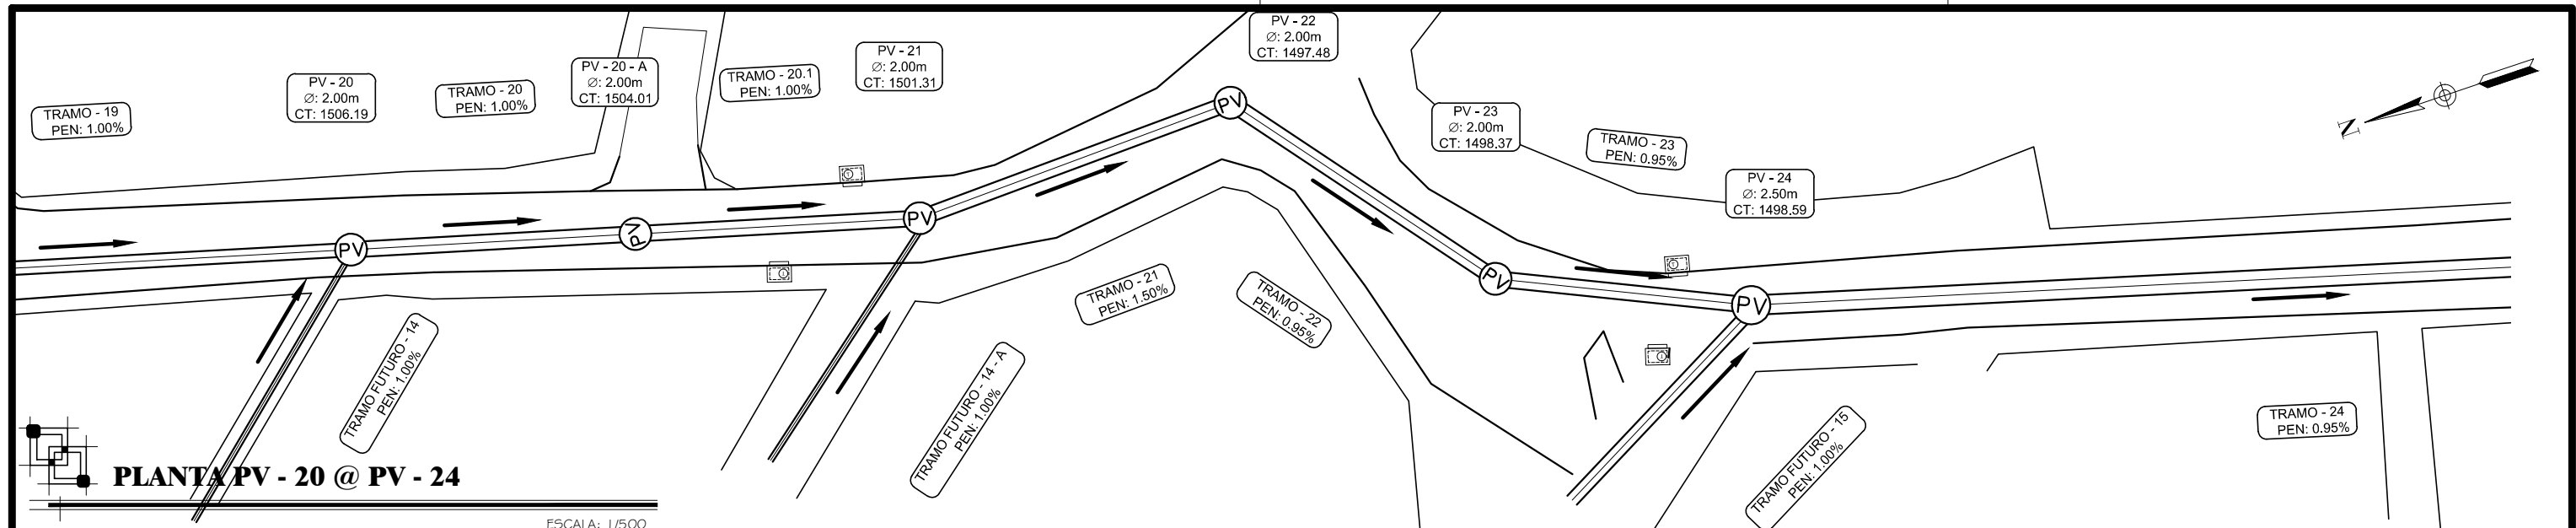 PV - 22
Ø: 2.00m
CT: 1497.48
PV - 21
Ø: 2.00m
CT: 1501.31
PV - 20 - A
Ø: 2.00m
CT: 1504.01
TRAMO - 20.1
PEN: 1.00%
PV - 20
Ø: 2.00m
CT: 1506.19
TRAMO - 20
PEN: 1.00%
TRAMO - 19
PEN: 1.00%
PV - 23
Ø: 2.00m
CT: 1498.37
TRAMO - 23
PEN: 0.95%
PV - 24
Ø: 2.50m
CT: 1498.59
N
PV
PV
PV
PV
PV
PV
TRAMO - 21
PEN: 1.50%
TRAMO - 22
PEN: 0.95%
TRAMO FUTURO - 14
PEN: 1.00%
TRAMO FUTURO - 14 - A
PEN: 1.00%
TRAMO FUTURO - 15
PEN: 1.00%
TRAMO - 24
PEN: 0.95%
PLANTA PV - 20 @ PV - 24
ESCALA: 1/500